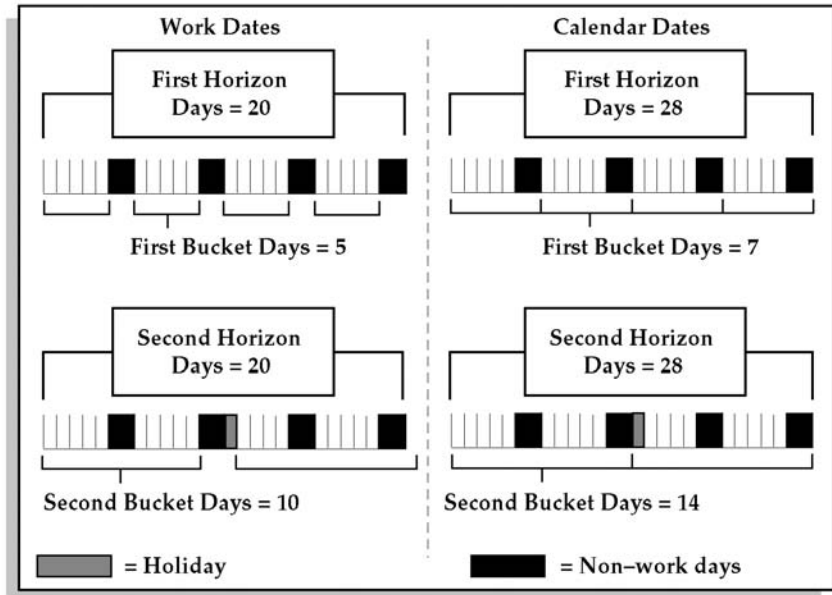 Work Dates
First Horizon
Days = 20
First Bucket Days = 5
Second Horizon
Days = 20
Second Bucket Days = 10
Calendar Dates
First Horizon
Days = 28
First Bucket Days = 7
Second Horizon
Days = 28
Second Bucket Days = 14
= Holiday
= Non–work days